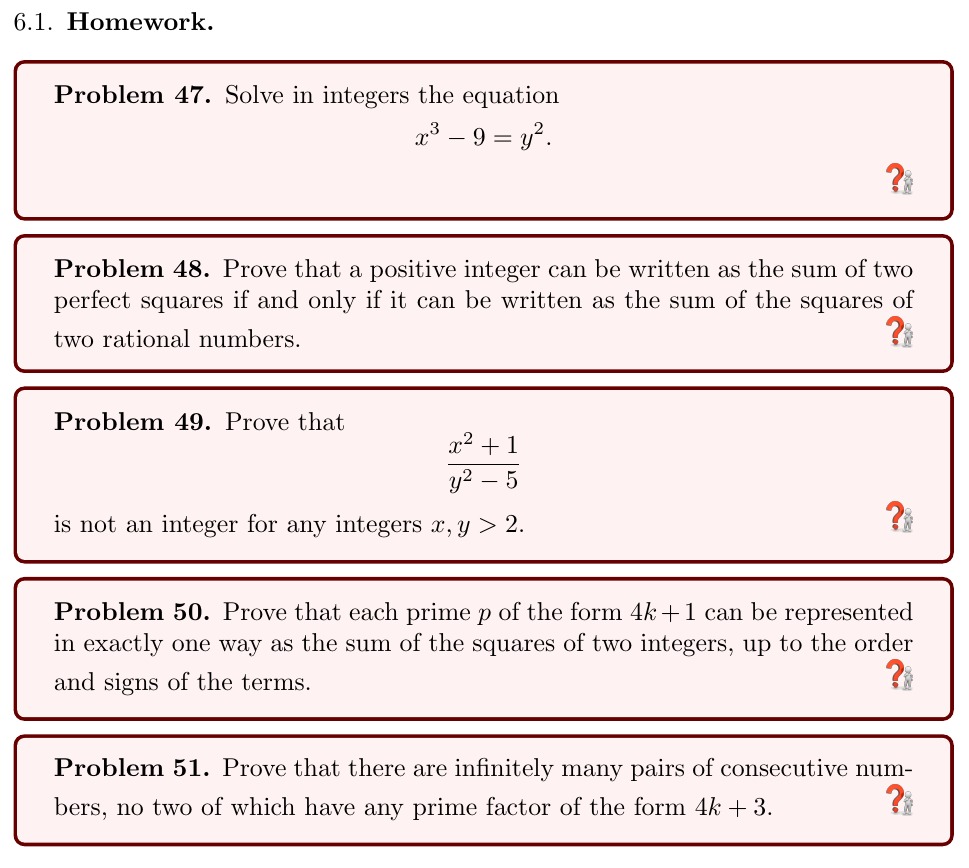 6.1. Homework.
Problem 47. Solve in integers the equation
x³ − 9 = y².
Problem 48. Prove that a positive integer can be written as the sum of two
perfect squares if and only if it can be written as the sum of the squares of
two rational numbers.
Problem 49. Prove that
x² + 1
y² − 5
is not an integer for any integers x, y > 2.
Problem 50. Prove that each prime p of the form 4k + 1 can be represented
in exactly one way as the sum of the squares of two integers, up to the order
and signs of the terms.
Problem 51. Prove that there are infinitely many pairs of consecutive num-
bers, no two of which have any prime factor of the form 4k + 3.